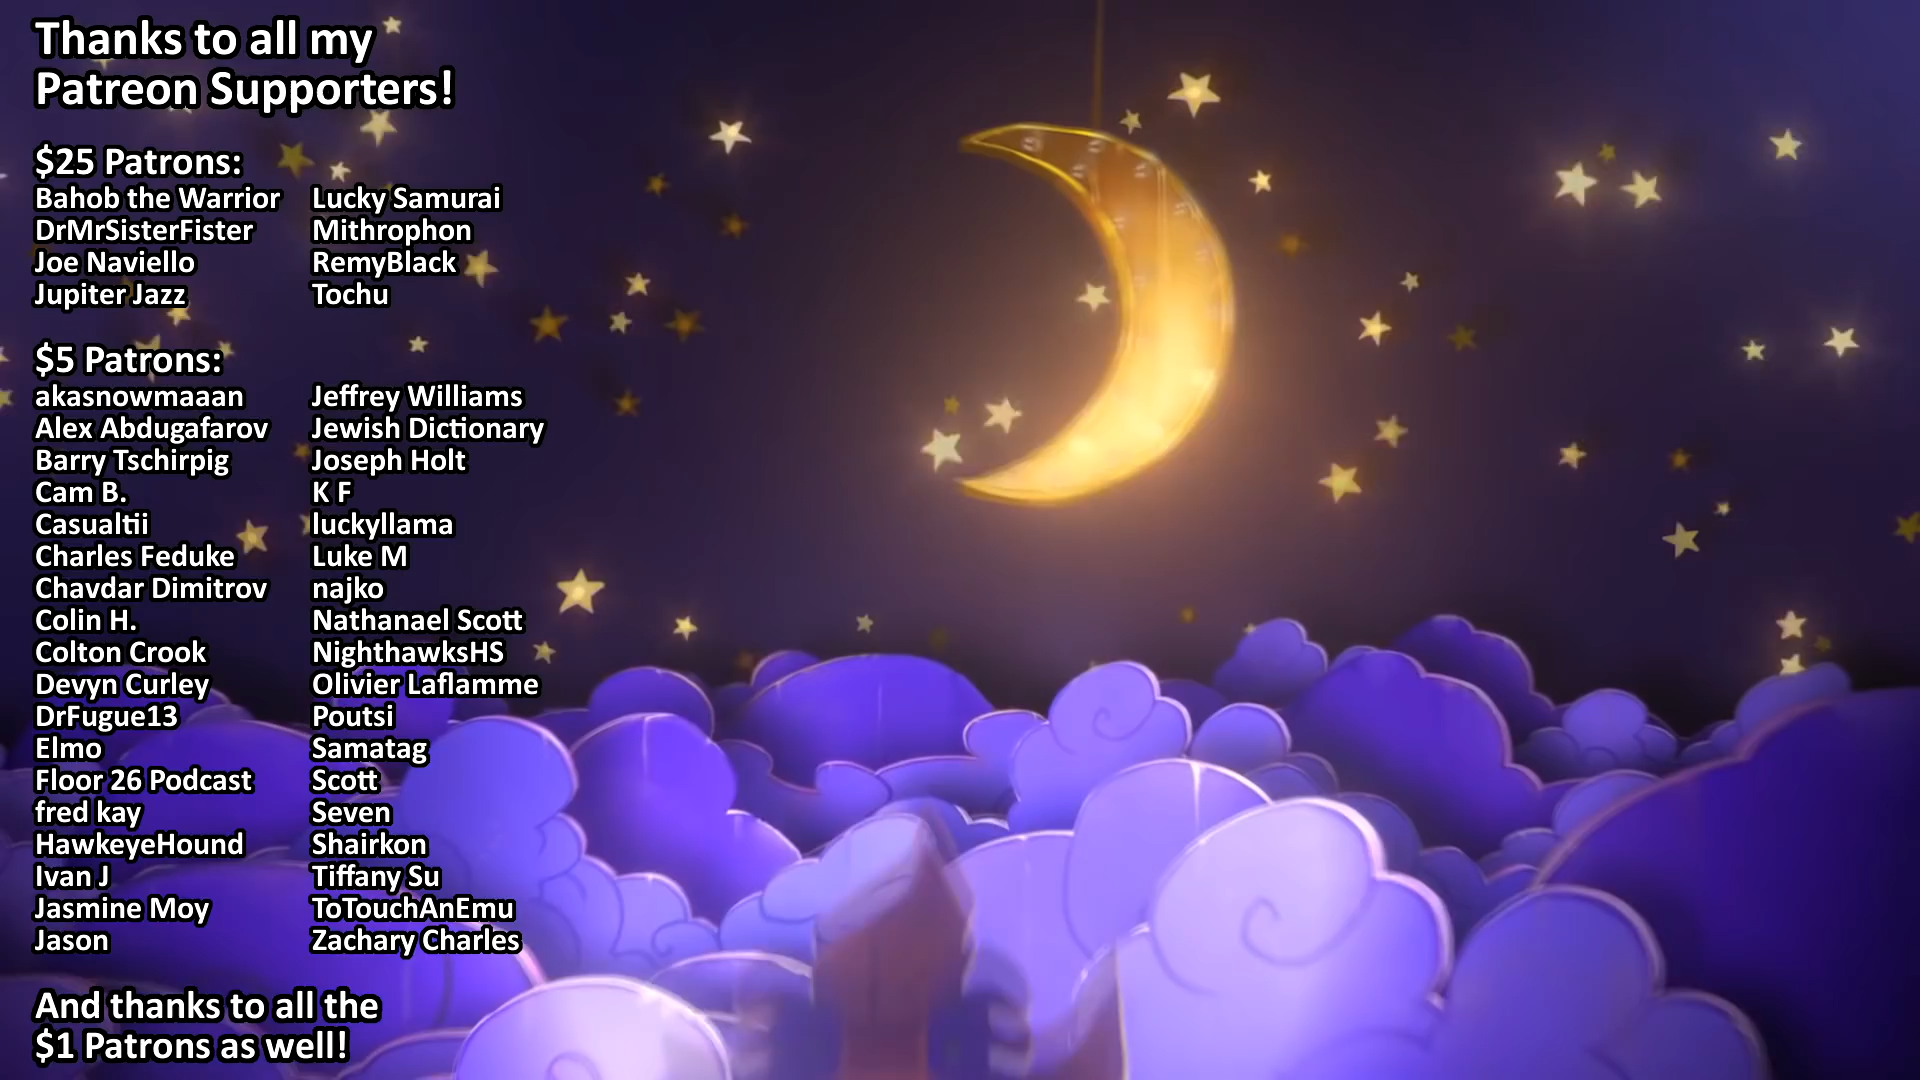 Thanks to all my
Patreon Supporters!
$25 Patrons:
Bahob the Warrior
DrMrSisterFister
Joe Naviello
Jupiter Jazz
Lucky Samurai
Mithrophon
RemyBlack
Tochu
$5 Patrons:
akasnowmaaan
Alex Abdugafarov
Barry Tschirpig
Cam B.
Casualtii
Charles Feduke
Chavdar Dimitrov
Colin H.
Colton Crook
Devyn Curley
DrFugue13
Elmo
Floor 26 Podcast
fred kay
HawkeyeHound
Ivan J
Jasmine Moy
Jason
Jeffrey Williams
Jewish Dictionary
Joseph Holt
K F
luckyllama
Luke M
najko
Nathanael Scott
NighthawksHS
Olivier Laflamme
Poutsi
Samatag
Scott
Seven
Shairkon
Tiffany Su
ToTouchAnEmu
Zachary Charles
And thanks to all the
$1 Patrons as well!